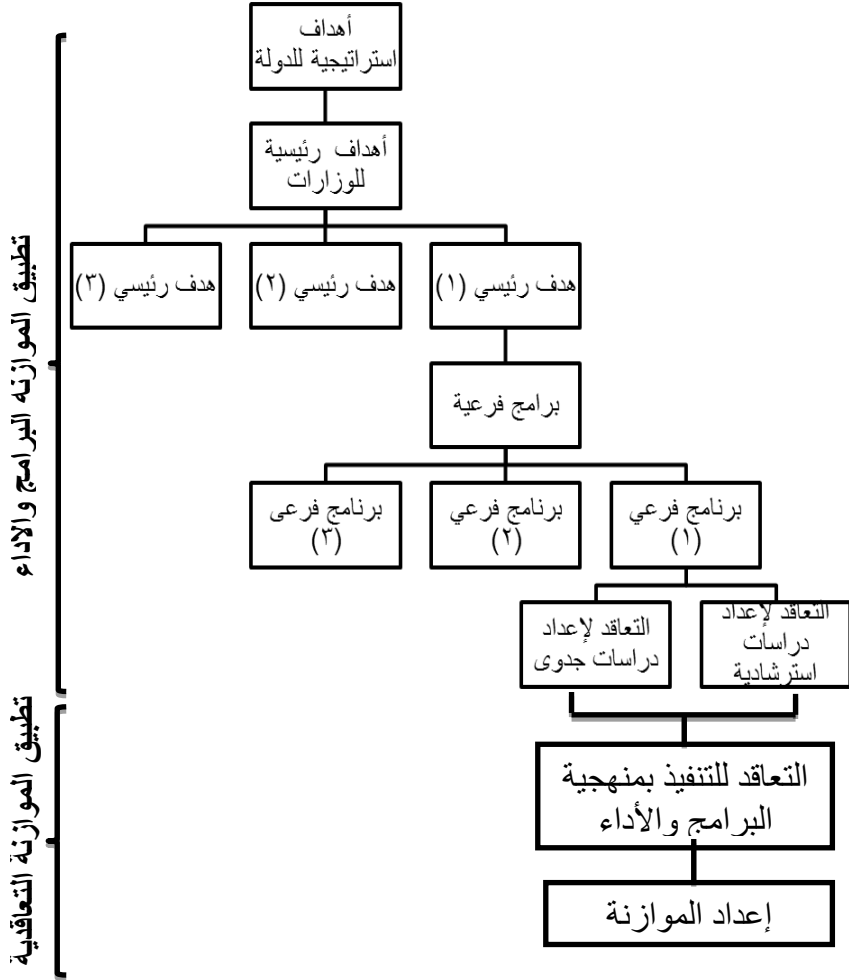 أهداف
استراتيجية للدولة
أهداف رئيسية
للوزارات
هدف رئيسي (١)
هدف رئيسي (٢)
هدف رئيسي (٣)
برامج فرعية
برنامج فرعي
(١)
برنامج فرعي
(٢)
برنامج فرعى
(٣)
التعاقد لإعداد
دراسات
استرشادية
التعاقد لإعداد
دراسات جدوى
التعاقد للتنفيذ بمنهجية
البرامج والأداء
إعداد الموازنة
تطبيق الموازنه البرامج والاداء
تطبيق الموازنة التعاقدية